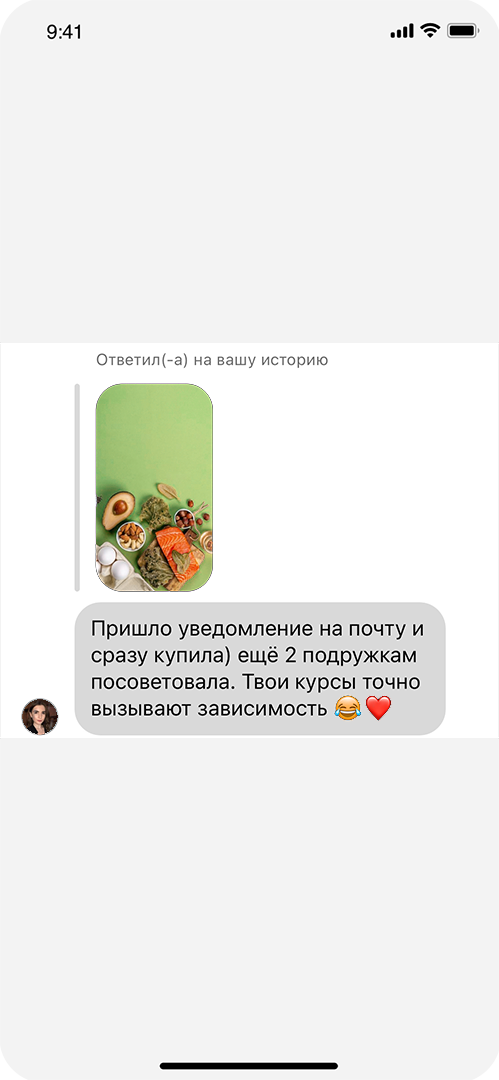 9:41
Ответил(-а) на вашу историю
Пришло уведомление на почту и
сразу купила) ещё 2 подружкам
посоветовала. Твои курсы точно
вызывают зависимость 😂❤️